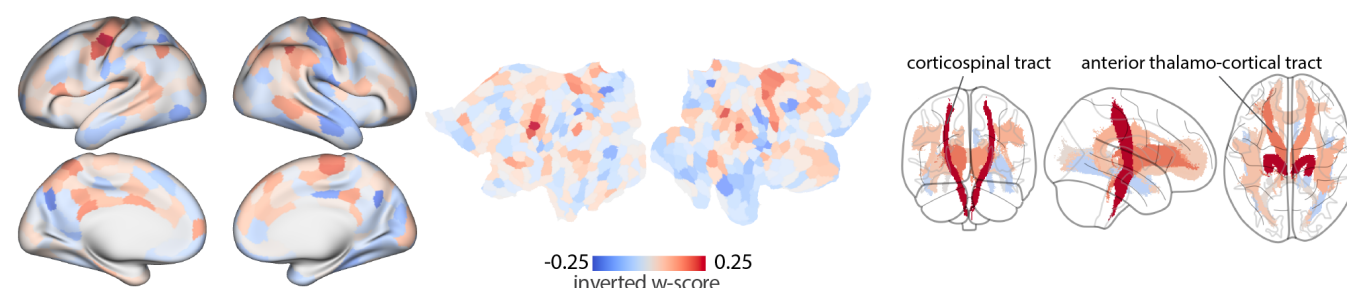 corticospinal tract
anterior thalamo-cortical tract
-0.25
0.25
inverted w-score